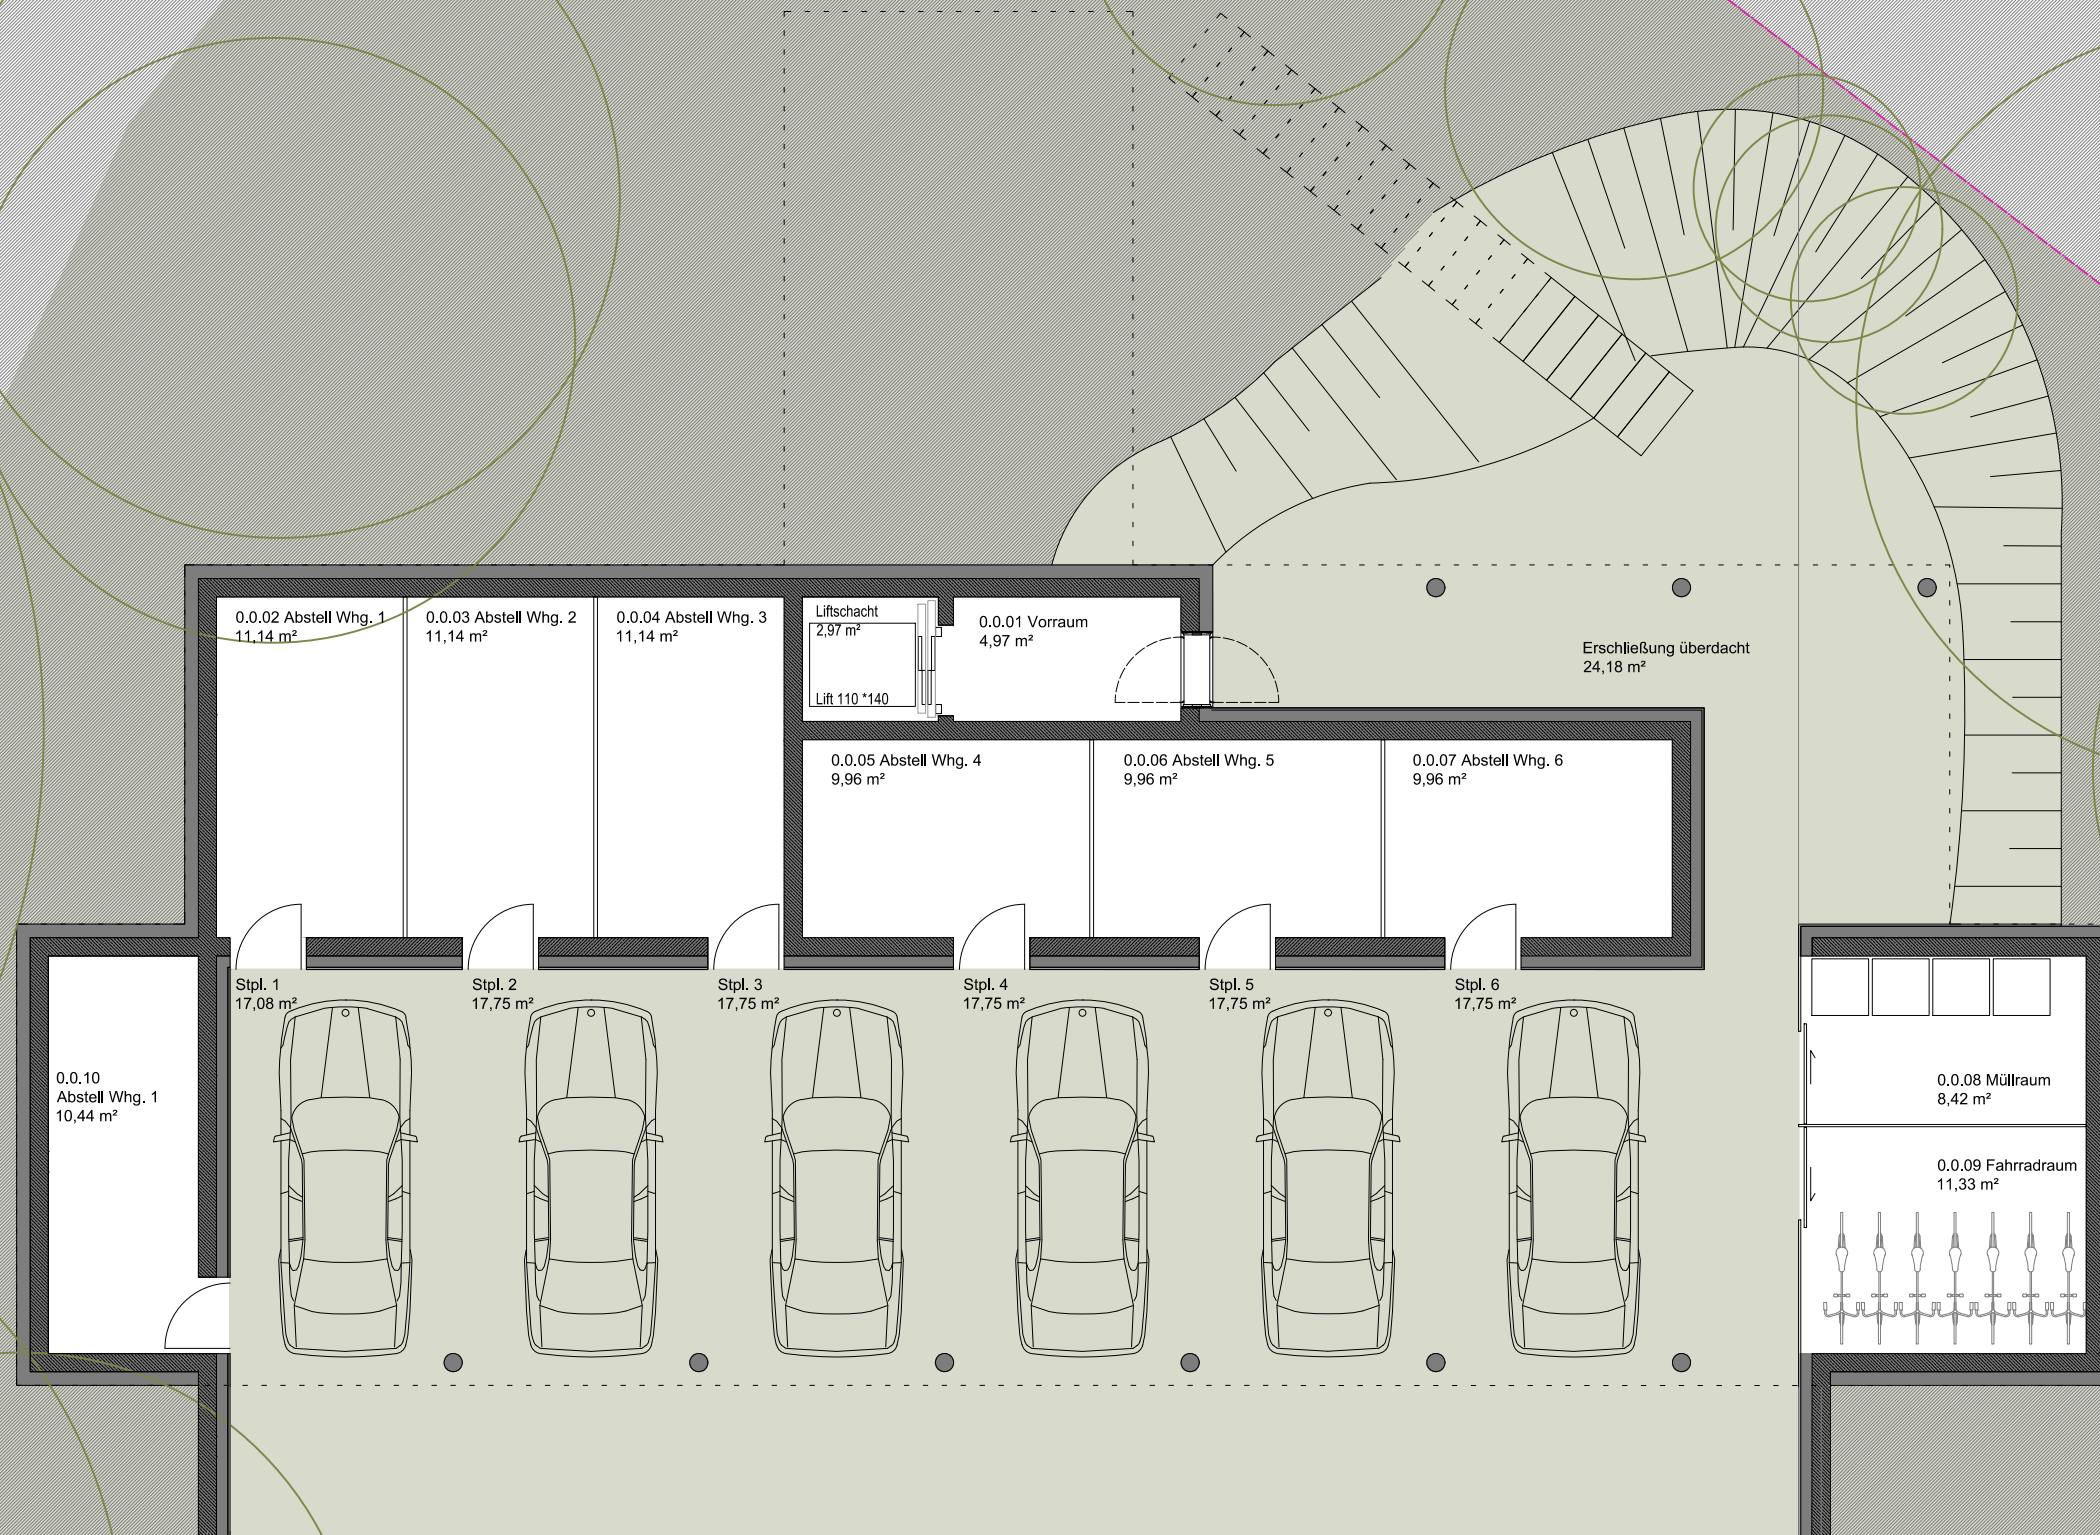 0.0.02 Abstell Whg. 1
11,14 m²
0.0.03 Abstell Whg. 2
11,14 m²
0.0.04 Abstell Whg. 3
11,14 m²
Liftschacht
2,97 m²
Lift 110 *140
0.0.01 Vorraum
4,97 m²
Erschließung überdacht
24,18 m²
0.0.05 Abstell Whg. 4
9,96 m²
0.0.06 Abstell Whg. 5
9,96 m²
0.0.07 Abstell Whg. 6
9,96 m²
Stpl. 1
17,08 m²
Stpl. 2
17,75 m²
Stpl. 3
17,75 m²
Stpl. 4
17,75 m²
Stpl. 5
17,75 m²
Stpl. 6
17,75 m²
0.0.10
Abstell Whg. 1
10,44 m²
0.0.08 Müllraum
8,42 m²
0.0.09 Fahrradraum
11,33 m²